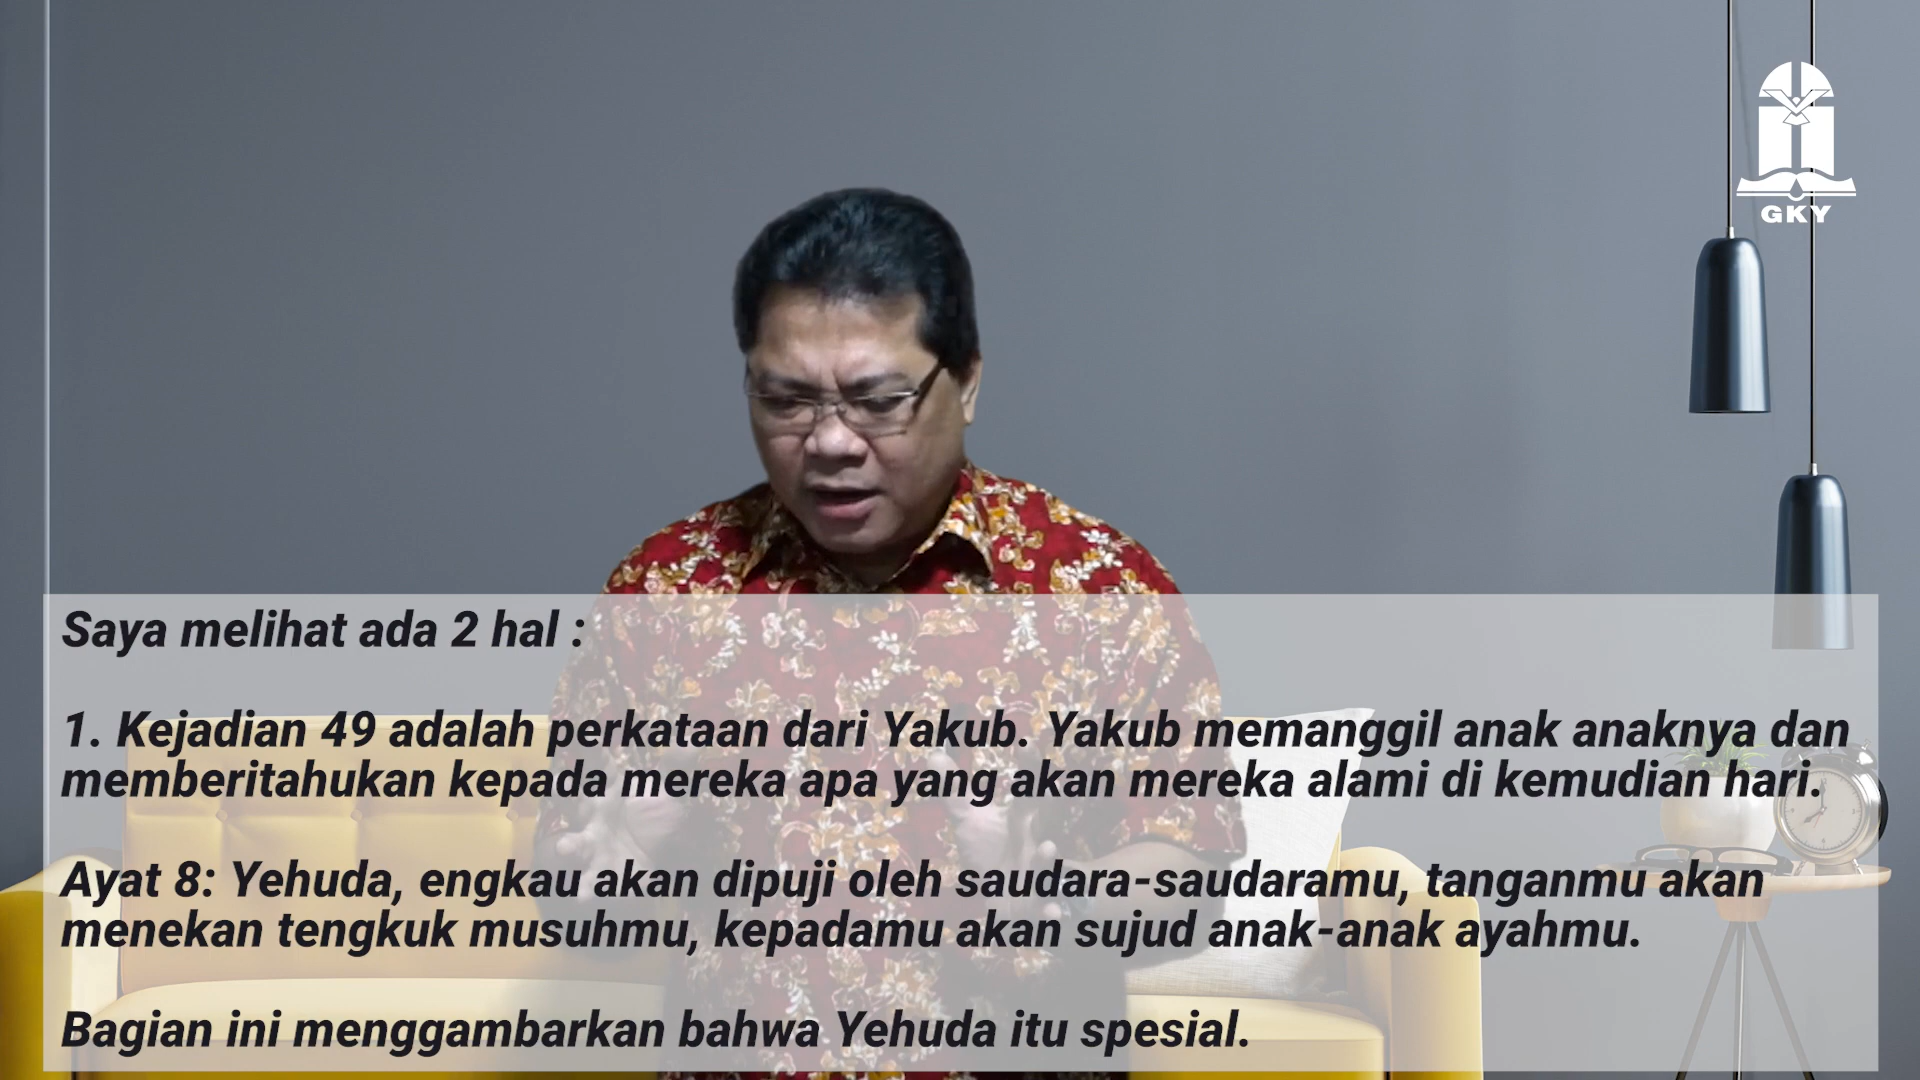 GKY
Saya melihat ada 2 hal :
1. Kejadian 49 adalah perkataan dari Yakub. Yakub memanggil anak anaknya dan
memberitahukan kepada mereka apa yang akan mereka alami di kemudian hari.
Ayat 8: Yehuda, engkau akan dipuji oleh saudara-saudaramu, tanganmu akan
menekan tengkuk musuhmu, kepadamu akan sujud anak-anak ayahmu.
Bagian ini menggambarkan bahwa Yehuda itu spesial.